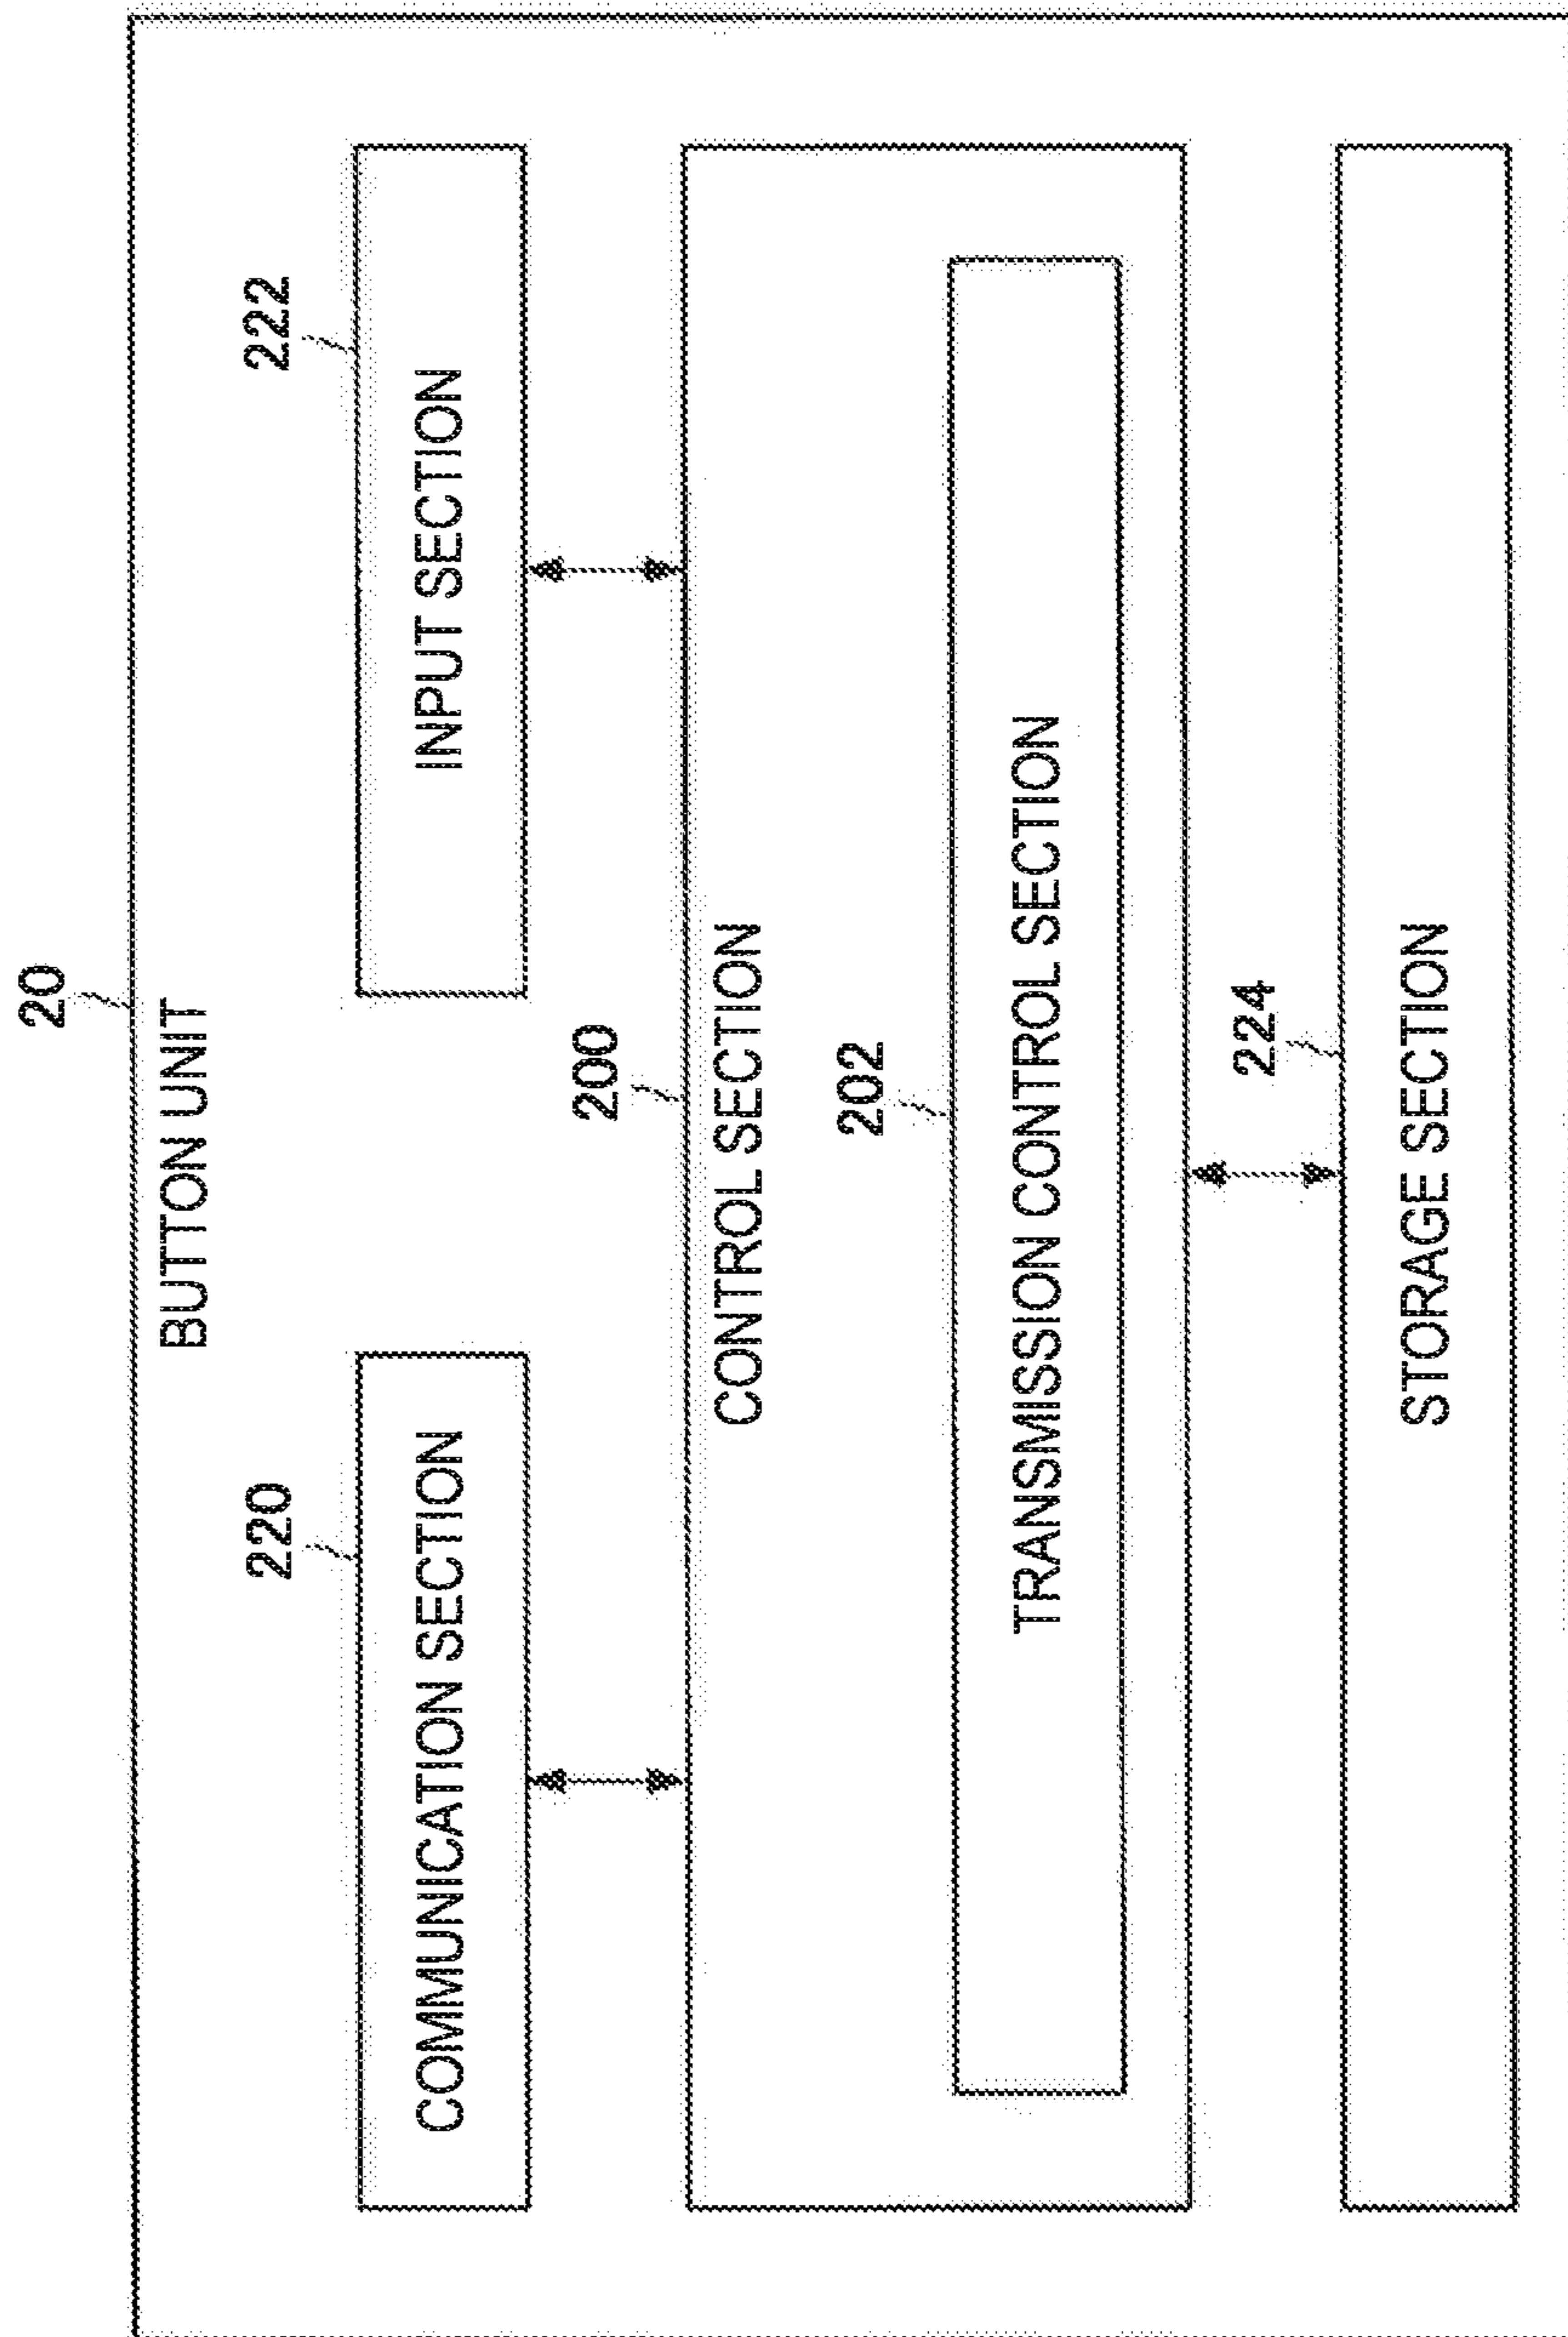 20
BUTTON UNIT
220
COMMUNICATION SECTION
222
INPUT SECTION
200
CONTROL SECTION
202
TRANSMISSION CONTROL SECTION
224
STORAGE SECTION